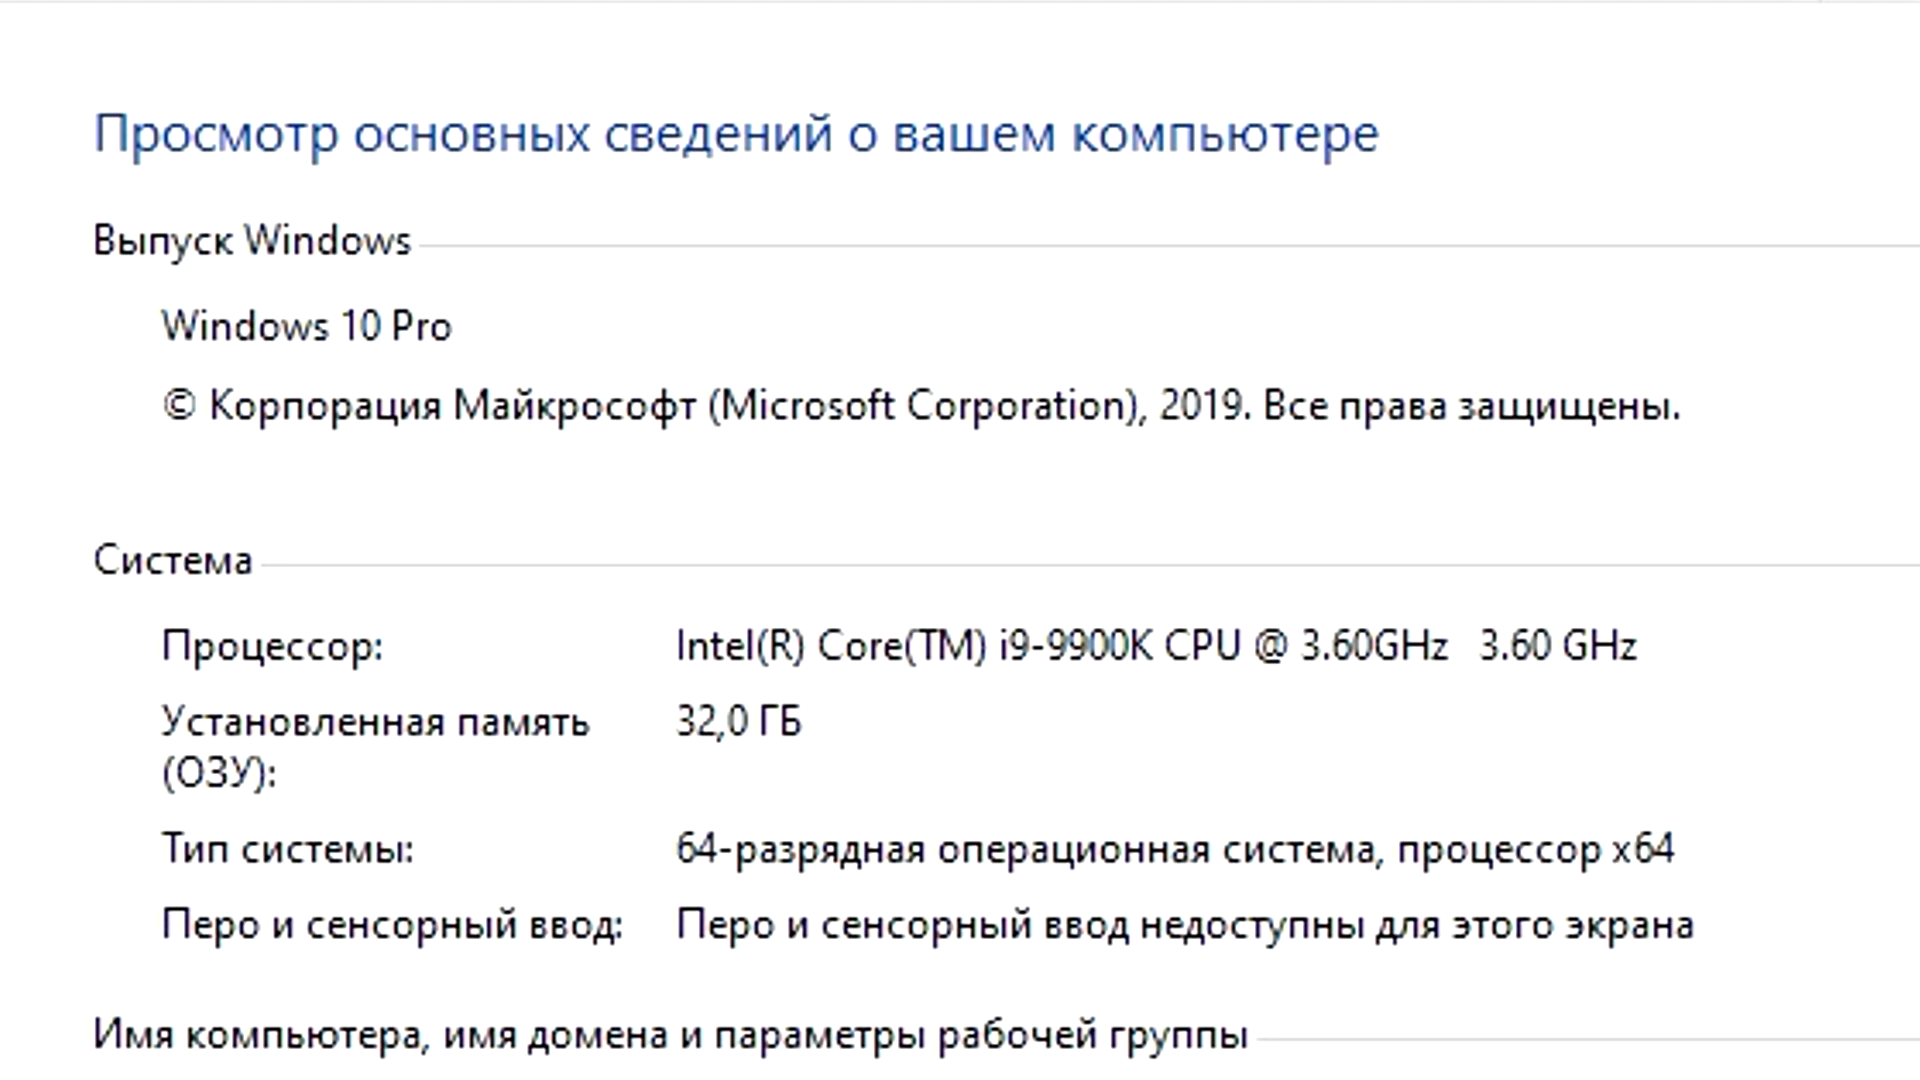 Просмотр основных сведений о вашем компьютере
Выпуск Windows
Windows 10 Pro
© Корпорация Майкрософт (Microsoft Corporation), 2019. Все права защищены.
Система
Процессор: Intel(R) Core(TM) i9-9900K CPU @ 3.60GHz 3.60 GHz
Установленная память 32,0 ГБ
(ОЗУ):
Тип системы: 64-разрядная операционная система, процессор x64
Перо и сенсорный ввод: Перо и сенсорный ввод недоступны для этого экрана
Имя компьютера, имя домена и параметры рабочей группы